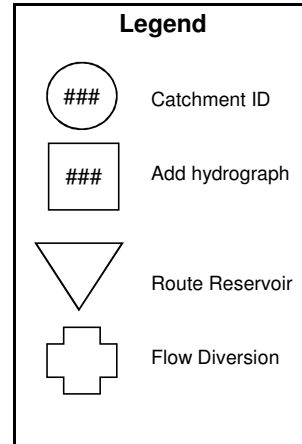 Legend
###
Catchment ID
###
Add hydrograph
Route Reservoir
Flow Diversion